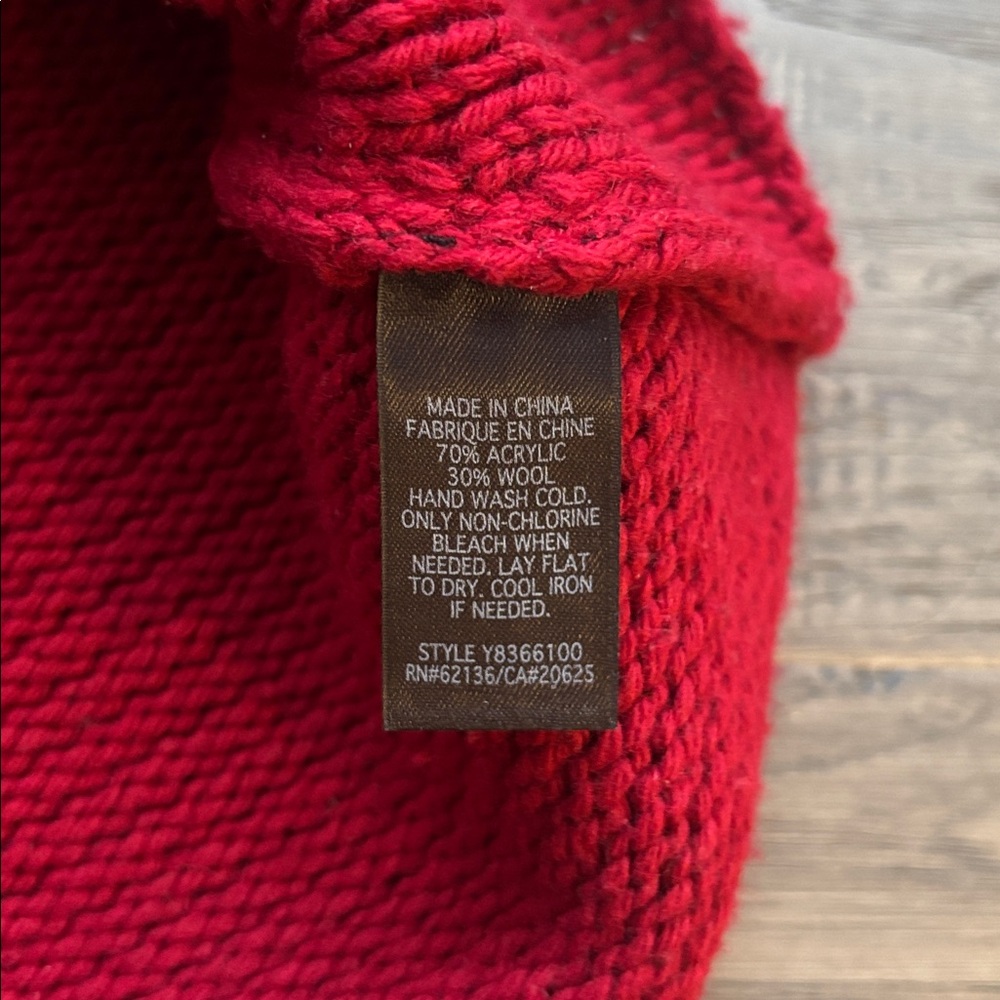 MADE IN CHINA
FABRIQUE EN CHINE
70% ACRYLIC
30% WOOL
HAND WASH COLD.
ONLY NON-CHLORINE
BLEACH WHEN
NEEDED. LAY FLAT
TO DRY. COOL IRON
IF NEEDED.
STYLE Y8366100
RN#62136/CA#20625